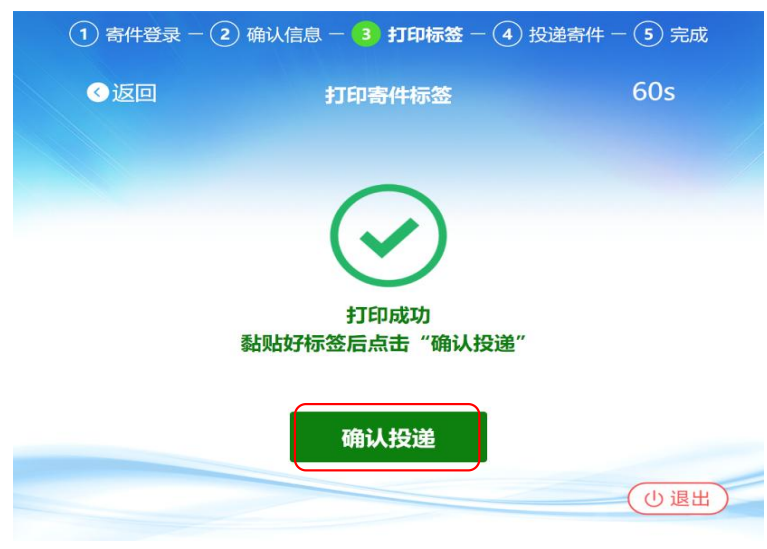 1 寄件登录 — 2 确认信息 — 3 打印标签 — 4 投递寄件 — 5 完成
返回 打印寄件标签 60s
打印成功
黏贴好标签后点击“确认投递”
确认投递
退出